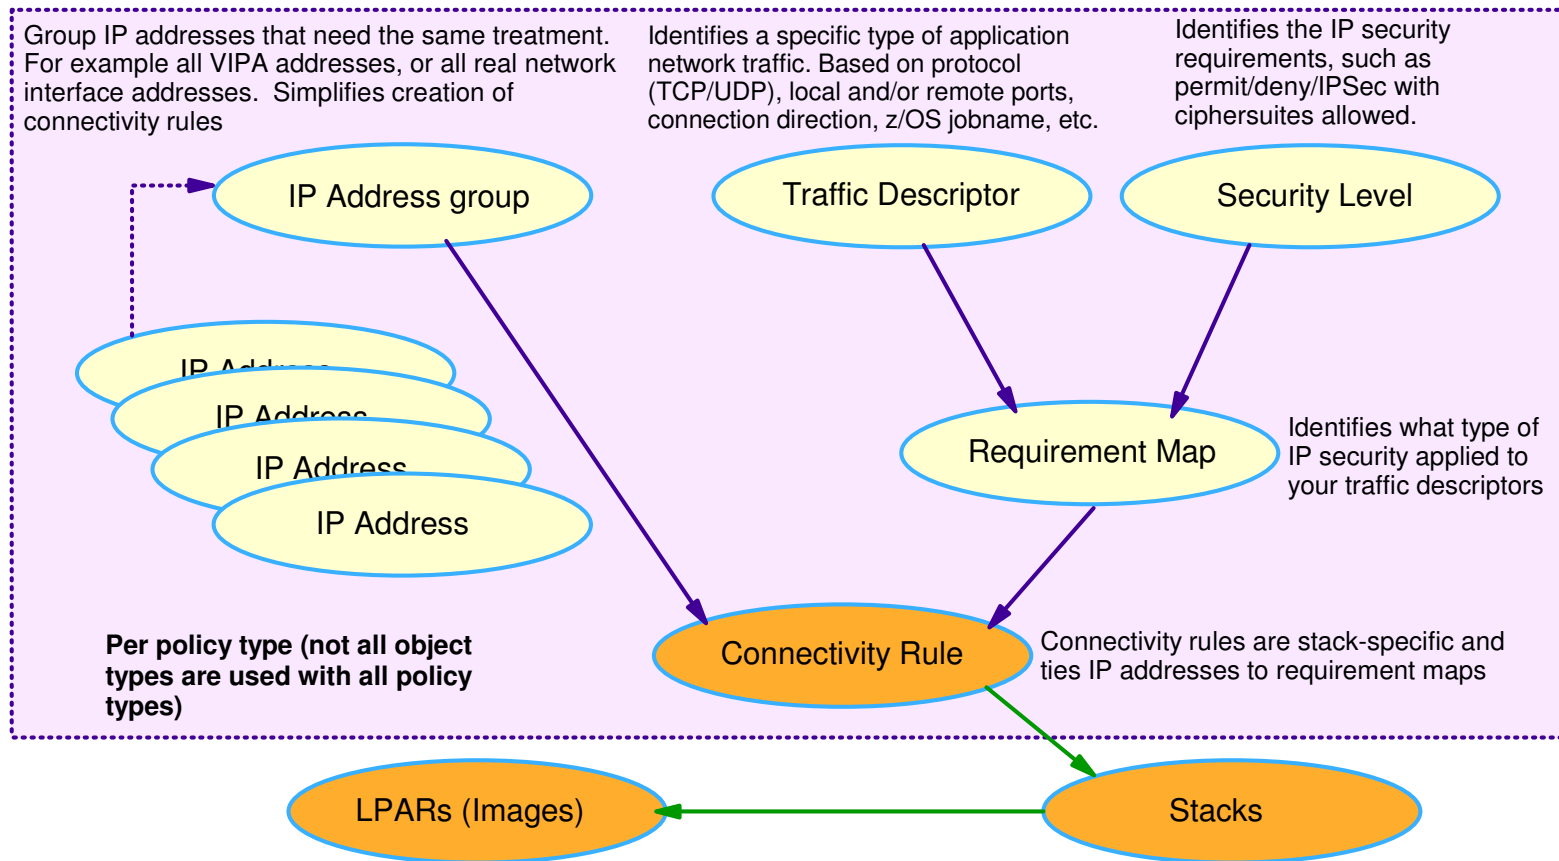 Group IP addresses that need the same treatment.
For example all VIPA addresses, or all real network
interface addresses.  Simplifies creation of
connectivity rules
Identifies a specific type of application
network traffic. Based on protocol
(TCP/UDP), local and/or remote ports,
connection direction, z/OS jobname, etc.
Identifies the IP security
requirements, such as
permit/deny/IPSec with
ciphersuites allowed.
IP Address group
Traffic Descriptor
Security Level
IP Address
IP Address
IP Address
IP Address
Requirement Map
Identifies what type of
IP security applied to
your traffic descriptors
Per policy type (not all object
types are used with all policy
types)
Connectivity Rule
Connectivity rules are stack-specific and
ties IP addresses to requirement maps
LPARs (Images)
Stacks